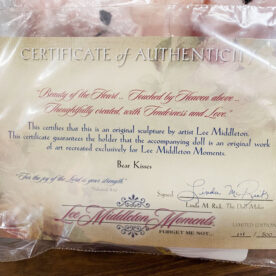 CERTIFICATE of AUTHENTICITY
"Beauty of the Heart... Touched by Heaven above...
Thoughtfully created, with Tenderness and Love."
This certifies that this is an original sculpture by artist Lee Middleton.
This certificate guarantees the holder that the accompanying doll is an original work
of art recreated exclusively for Lee Middleton Moments.
Bear Kisses
"For the joy of the Lord is your strength"
Signed
Linda M. Rick, The Doll Maker
Lee Middleton Moments
FORGET ME NOT
LIMITED EDITION